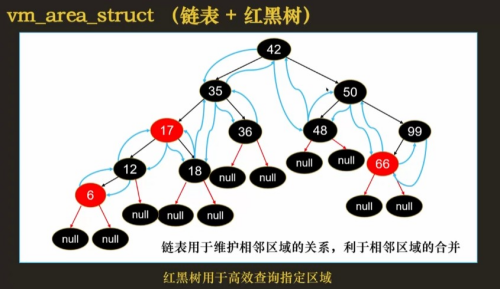 vm_area_struct （链表 + 红黑树）
42
35
50
17
36
48
99
12
18
null
null
null
null
66
6
null
null
null
null
null
null
null
null
链表用于维护相邻区域的关系，利于相邻区域的合并
红黑树用于高效查询指定区域